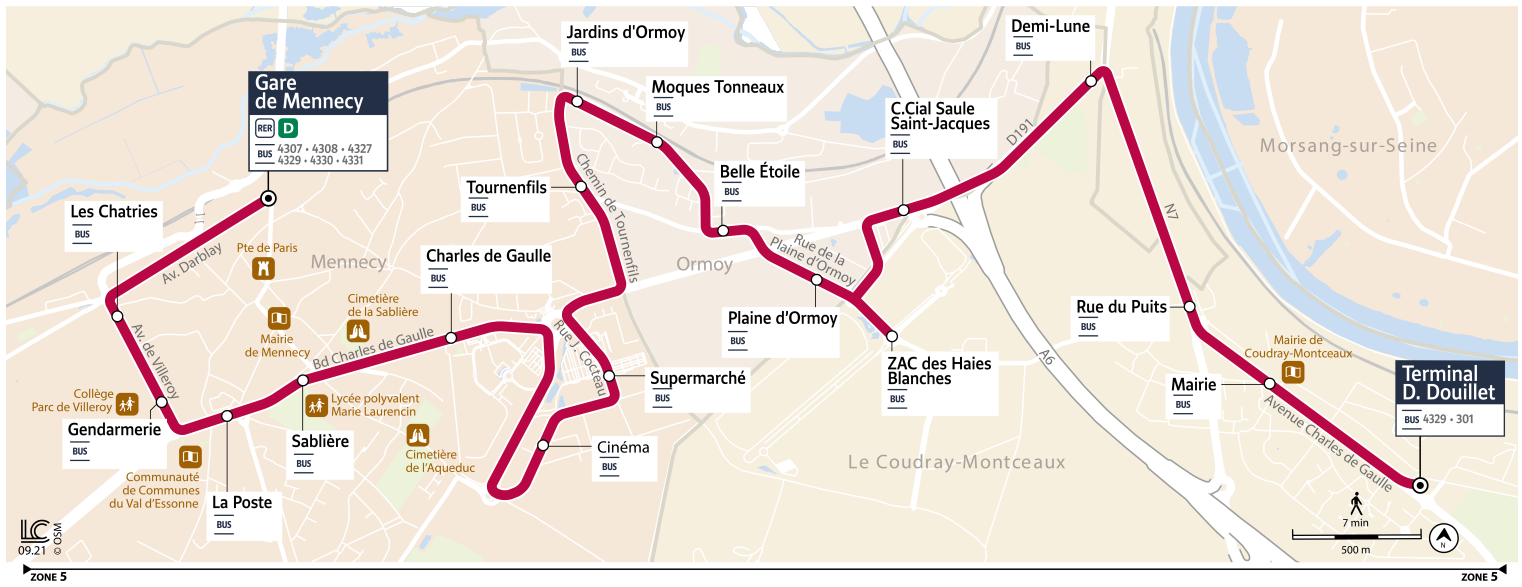 Gare
de Mennecy
RER D
BUS 4307 • 4308 • 4327
4329 • 4330 • 4331
Les Chatries
BUS
Av. Darblay
Pte de Paris
Mennecy
Mairie
de Mennecy
Cimetière
de la Sablière
Av. de Villeroy
Collège
Parc de Villeroy
Gendarmerie
BUS
Communauté
de Communes
du Val d'Essonne
La Poste
BUS
Sablière
BUS
Bd Charles de Gaulle
Lycée polyvalent
Marie Laurencin
Charles de Gaulle
BUS
Cimetière
de l'Aqueduc
Cinéma
BUS
Supermarché
BUS
Rue J. Cocteau
Chemin de Tournenfils
Tournenfils
BUS
Jardins d'Ormoy
BUS
Moques Tonneaux
BUS
Belle Étoile
BUS
Ormoy
Rue de la
Plaine d'Ormoy
Plaine d'Ormoy
BUS
ZAC des Haies
Blanches
BUS
C.Cial Saule
Saint-Jacques
BUS
D191
Demi-Lune
BUS
N7
A6
Morsang-sur-Seine
Le Coudray-Montceaux
Rue du Puits
BUS
Mairie de
Coudray-Montceaux
Mairie
BUS
Avenue Charles de Gaulle
Terminal
D. Douillet
BUS 4329 • 301
7 min
500 m
N
LC
09.21
© OSM
ZONE 5
ZONE 5